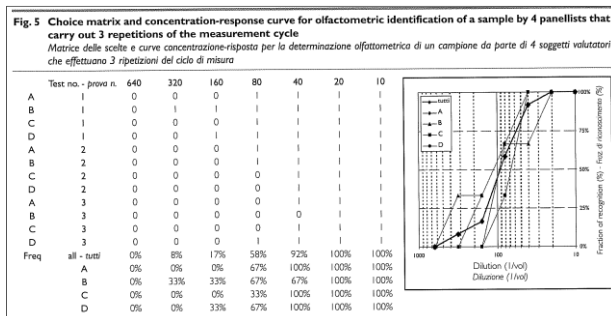 Fig. 5 Choice matrix and concentration-response curve for olfactometric identification of a sample by 4 panellists that
carry out 3 repetitions of the measurement cycle
Matrice delle scelte e curve concentrazione-risposta per la determinazione olfattometrica di un campione da parte di 4 soggetti valutatori
che effettuano 3 ripetizioni del ciclo di misura
Test no. - prova n. 640 320 160 80 40 20 10
A 1 0 0 0 1 1 1 1
B 1 0 1 1 1 1 1 1
C 1 0 0 0 1 1 1 1
D 1 0 0 1 1 1 1 1
A 2 0 0 0 1 1 1 1
B 2 0 0 0 1 1 1 1
C 2 0 0 0 0 1 1 1
D 2 0 0 0 0 1 1 1
A 3 0 0 0 0 1 1 1
B 3 0 0 0 0 0 1 1
C 3 0 0 0 0 1 1 1
D 3 0 0 0 1 1 1 1
Freq all - tutti 0% 8% 17% 58% 92% 100% 100%
A 0% 0% 0% 67% 100% 100% 100%
B 0% 33% 33% 67% 67% 100% 100%
C 0% 0% 0% 33% 100% 100% 100%
D 0% 0% 33% 67% 100% 100% 100%
tutti
A
B
C
D
100%
75%
50%
25%
0%
1000 100 10
Dilution (1/vol)
Diluzione (1/vol)
Fraction of recognition (%) - Fraz. di riconoscimento (%)